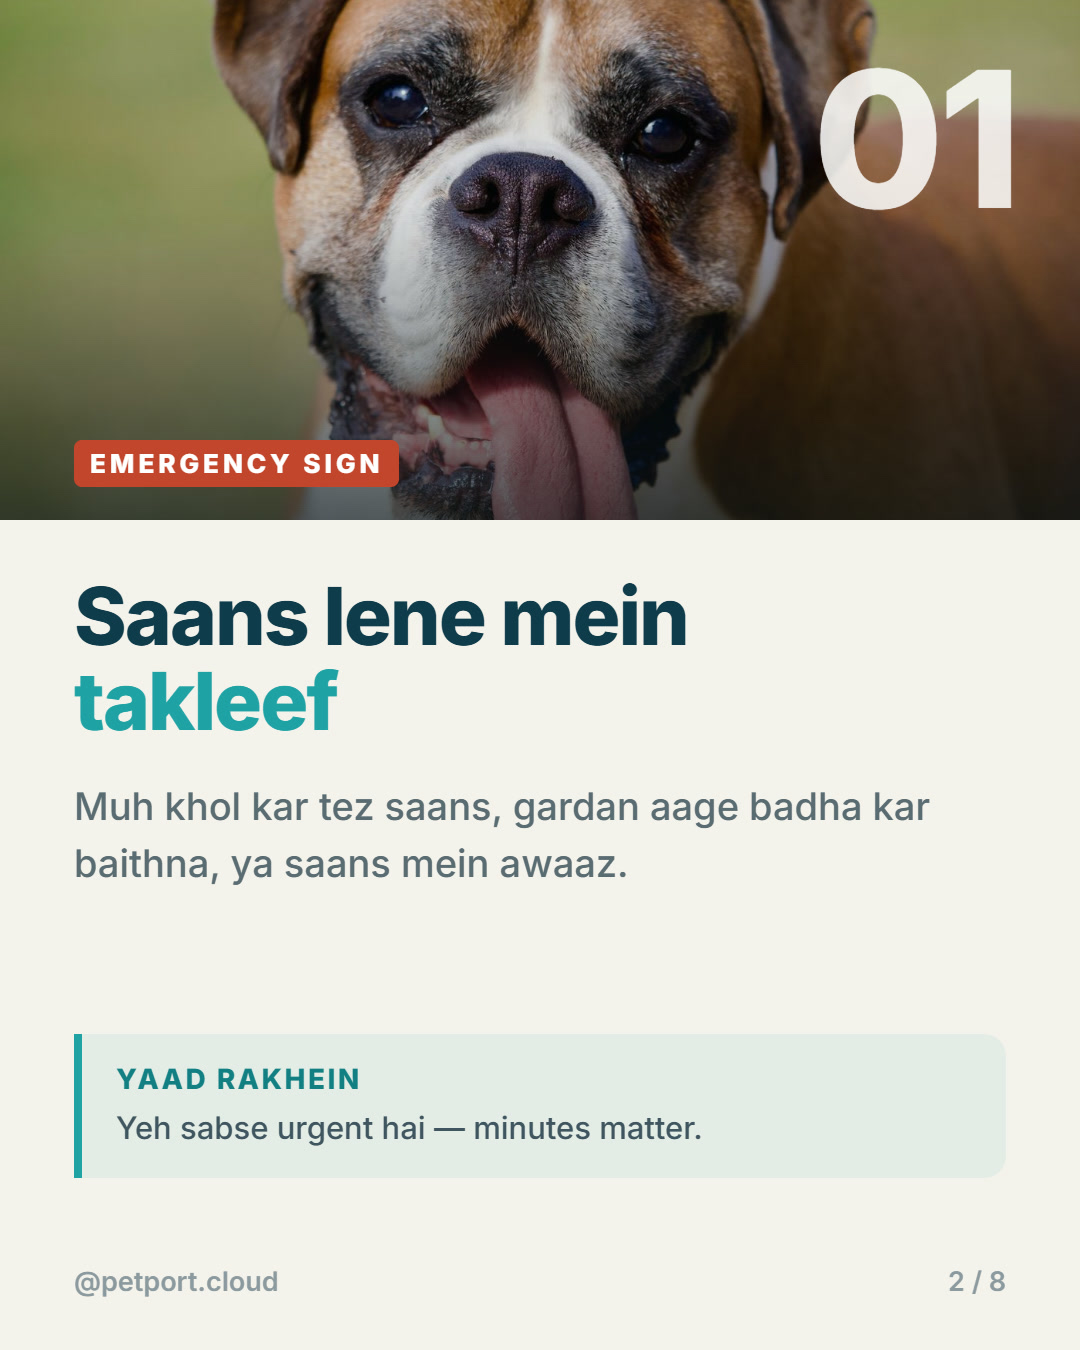 01
EMERGENCY SIGN
Saans lene mein
takleef
Muh khol kar tez saans, gardan aage badha kar
baithna, ya saans mein awaaz.
YAAD RAKHEIN
Yeh sabse urgent hai — minutes matter.
@petport.cloud
2 / 8